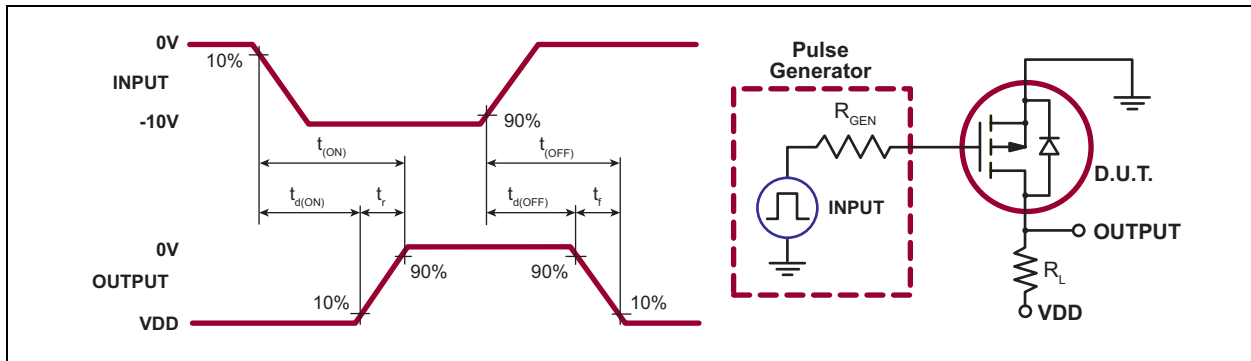 0V
10%
INPUT
-10V
90%
t(ON)
t(OFF)
td(ON)
tr
td(OFF)
tf
0V
OUTPUT
90%
90%
10%
10%
VDD
Pulse
Generator
RGEN
INPUT
D.U.T.
OUTPUT
RL
VDD